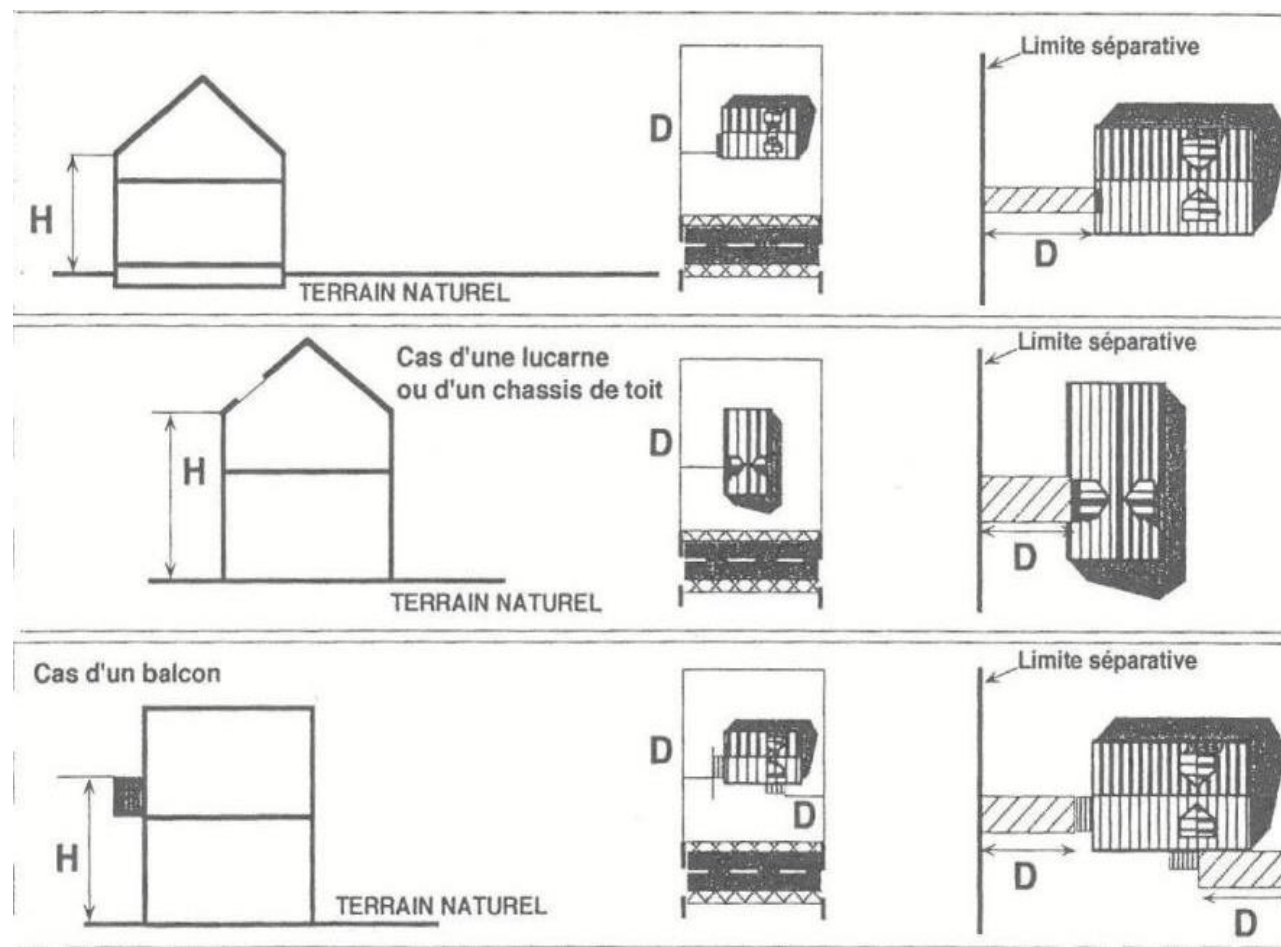 Limite séparative
D
H
D
TERRAIN NATUREL
Cas d'une lucarne
ou d'un chassis de toit
Limite séparative
D
H
D
TERRAIN NATUREL
Cas d'un balcon
Limite séparative
D
D
H
D
TERRAIN NATUREL
D